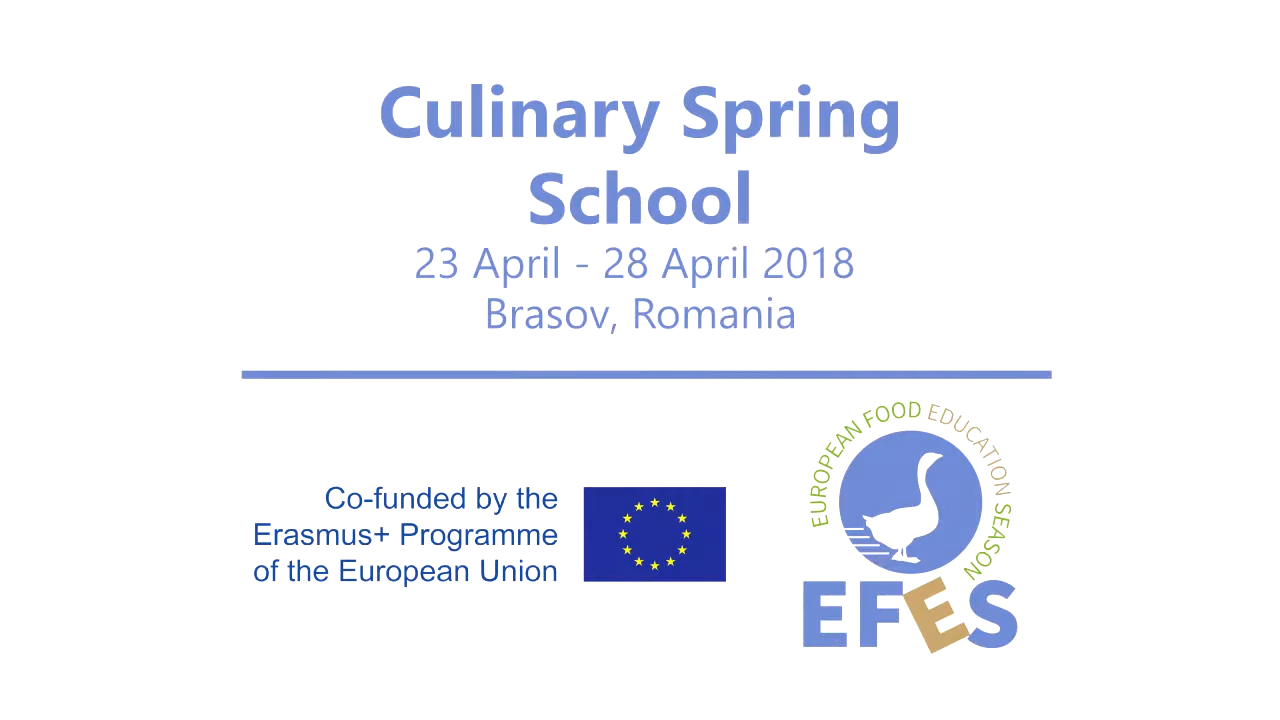 Culinary Spring
School
23 April - 28 April 2018
Brasov, Romania
Co-funded by the
Erasmus+ Programme
of the European Union
EUROPEAN FOOD EDUCATION SEASON
EFES